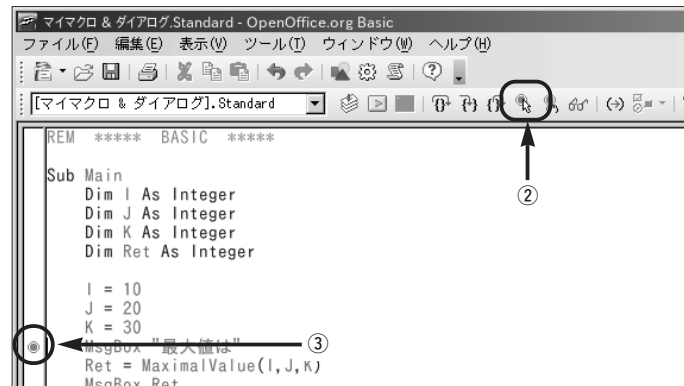 マイマクロ & ダイアログ.Standard - OpenOffice.org Basic
ファイル(F) 編集(E) 表示(V) ツール(T) ウインドウ(W) ヘルプ(H)
[マイマクロ & ダイアログ].Standard
②
REM ***** BASIC *****
Sub Main
Dim I As Integer
Dim J As Integer
Dim K As Integer
Dim Ret As Integer
I = 10
J = 20
K = 30
MsgBox "最大値は"
③
Ret = MaximalValue(I,J,K)
MsgBox Ret